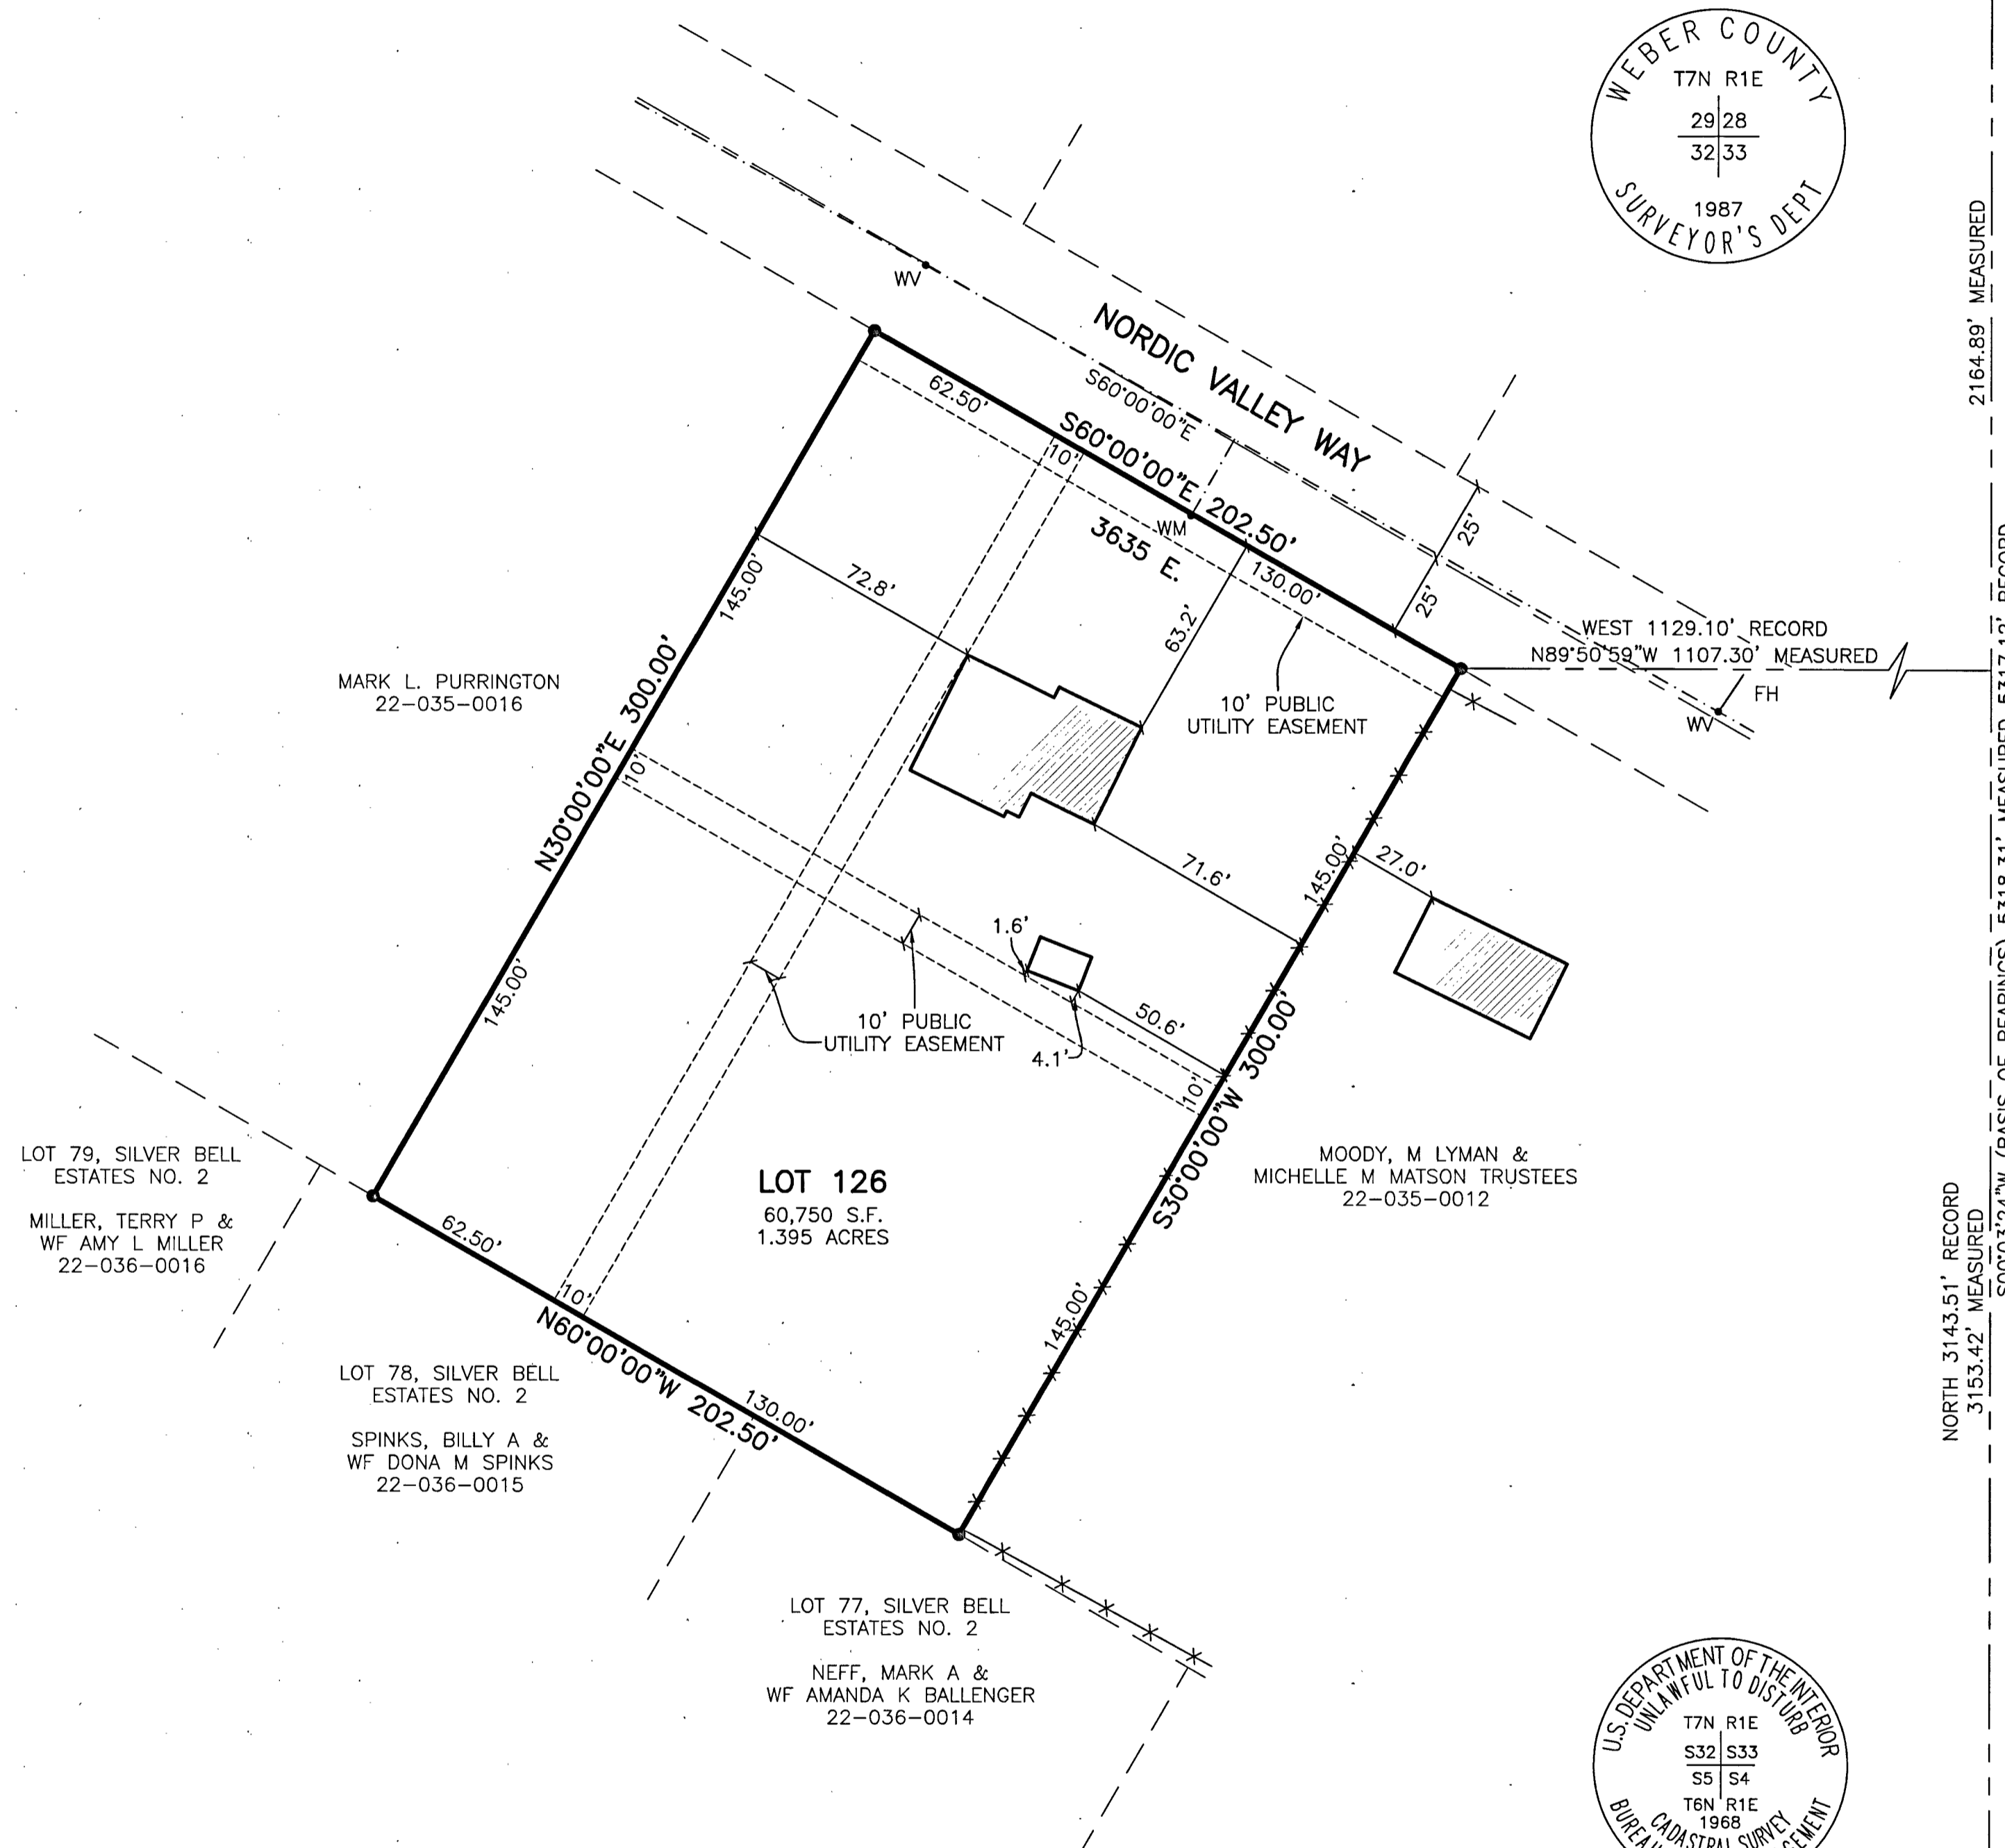 WEBER COUNTY
T7N R1E
29 28
32 33
1987
SURVEYOR'S DEPT
2164.89' MEASURED
WV
NORDIC VALLEY WAY
S60°00'00"E
62.50'
S60°00'00"E 202.50'
10'
WM
3635 E.
130.00'
25'
25'
WEST 1129.10' RECORD
N89°50'59"W 1107.30' MEASURED
FH
WV
72.8'
145.00'
63.2'
10' PUBLIC
UTILITY EASEMENT
MARK L. PURRINGTON
22-035-0016
N30°00'00"E 300.00'
10'
71.6'
145.00'
27.0'
1.6'
50.6'
4.1'
10' PUBLIC
UTILITY EASEMENT
145.00'
10'
S30°00'00"W 300.00'
MOODY, M LYMAN &
MICHELLE M MATSON TRUSTEES
22-035-0012
LOT 79, SILVER BELL
ESTATES NO. 2
MILLER, TERRY P &
WF AMY L MILLER
22-036-0016
LOT 126
60,750 S.F.
1.395 ACRES
62.50'
10'
N60°00'00"W 202.50'
130.00'
145.00'
LOT 78, SILVER BELL
ESTATES NO. 2
SPINKS, BILLY A &
WF DONA M SPINKS
22-036-0015
LOT 77, SILVER BELL
ESTATES NO. 2
NEFF, MARK A &
WF AMANDA K BALLENGER
22-036-0014
NORTH 3143.51' RECORD
3153.42' MEASURED
U.S. DEPARTMENT OF THE INTERIOR
UNLAWFUL TO DISTURB
T7N R1E
S32 S33
S5 S4
T6N R1E
1968
CADASTRAL SURVEY